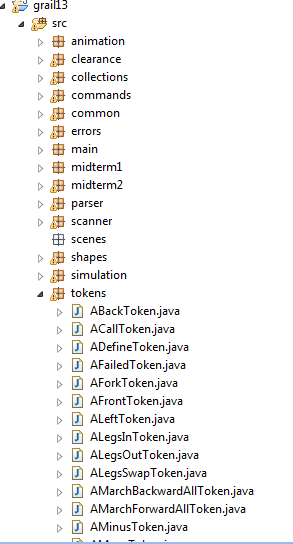 grail13
src
animation
clearance
collections
commands
common
errors
main
midterm1
midterm2
parser
scanner
scenes
shapes
simulation
tokens
ABackToken.java
ACallToken.java
ADefineToken.java
AFailedToken.java
AForkToken.java
AFrontToken.java
ALeftToken.java
ALegsInToken.java
ALegsOutToken.java
ALegsSwapToken.java
AMarchBackwardAllToken.java
AMarchForwardAllToken.java
AMinusToken.java